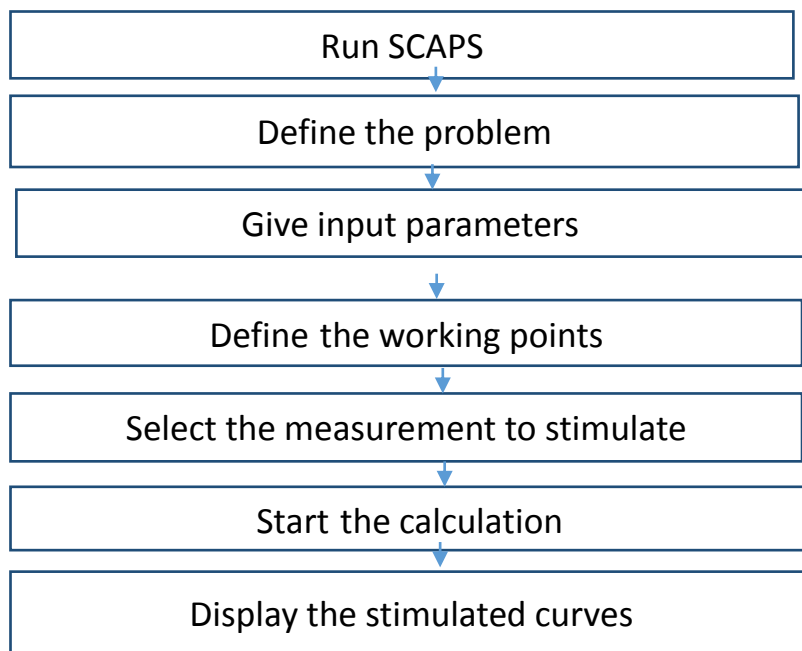 Run SCAPS
Define the problem
Give input parameters
Define the working points
Select the measurement to stimulate
Start the calculation
Display the stimulated curves